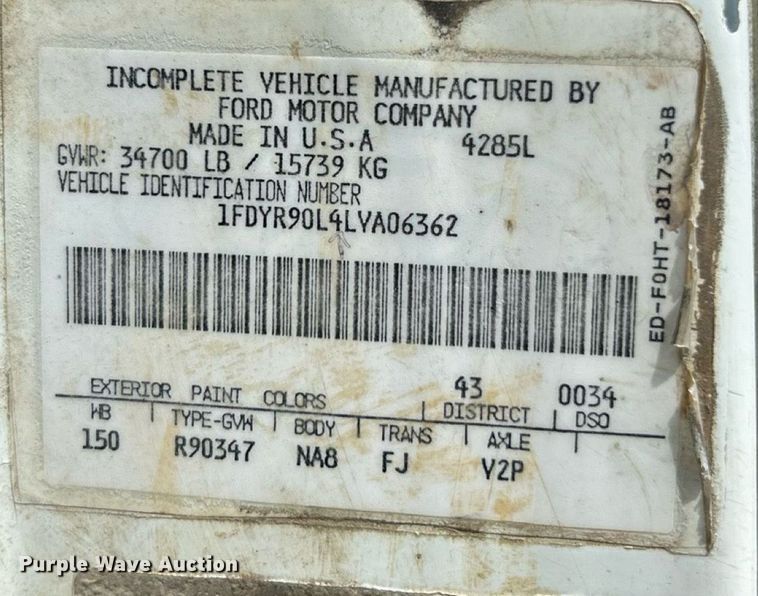 INCOMPLETE VEHICLE MANUFACTURED BY
FORD MOTOR COMPANY
MADE IN U.S.A 4285L
GVWR: 34700 LB / 15739 KG
VEHICLE IDENTIFICATION NUMBER
1FDYR90L4LVA06362
ED-F0HT-18173-AB
EXTERIOR PAINT COLORS 43 0034
WB TYPE-GVW BODY TRANS DISTRICT AXLE DSO
150 R90347 NA8 FJ V2P
Purple Wave Auction